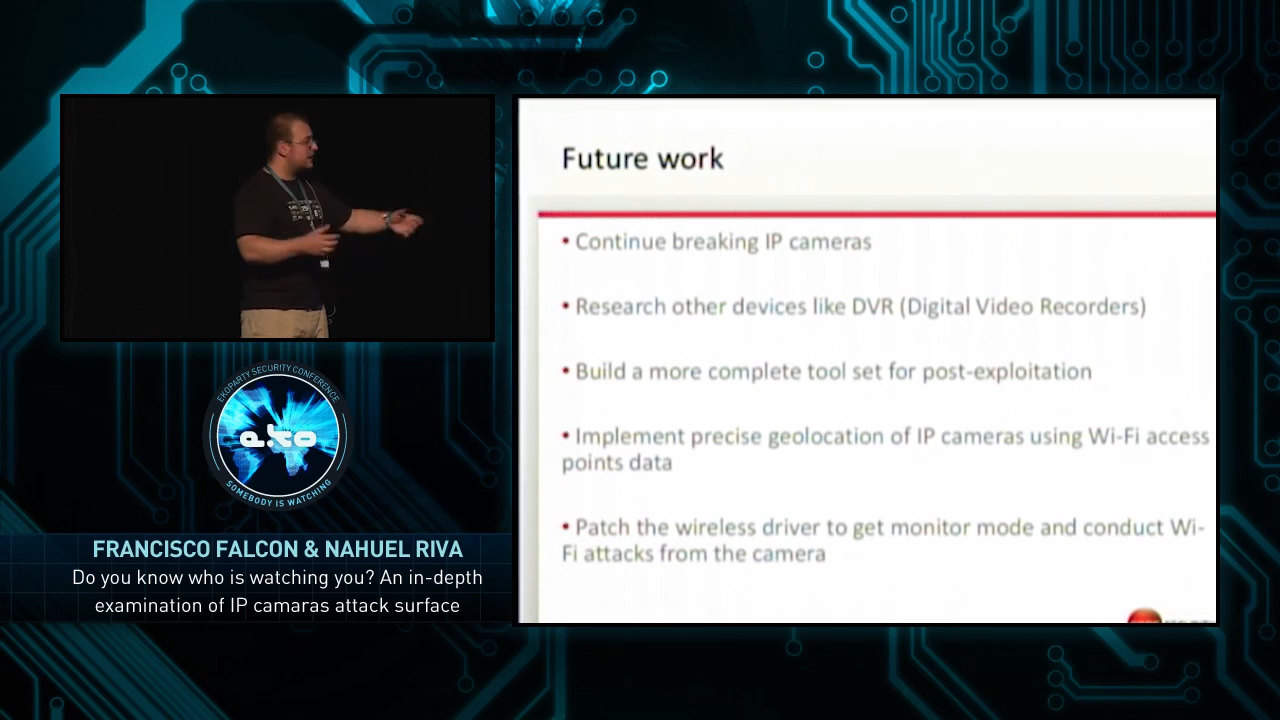 Future work
• Continue breaking IP cameras
• Research other devices like DVR (Digital Video Recorders)
• Build a more complete tool set for post-exploitation
• Implement precise geolocation of IP cameras using Wi-Fi access
points data
• Patch the wireless driver to get monitor mode and conduct Wi-
Fi attacks from the camera
EKOPARTY SECURITY CONFERENCE
eko
SOMEBODY IS WATCHING
FRANCISCO FALCON & NAHUEL RIVA
Do you know who is watching you? An in-depth
examination of IP camaras attack surface